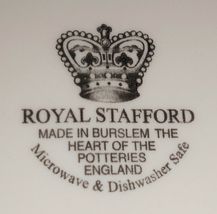 ROYAL STAFFORD
MADE IN BURSLEM THE
HEART OF THE
POTTERIES
ENGLAND
Microwave & Dishwasher Safe